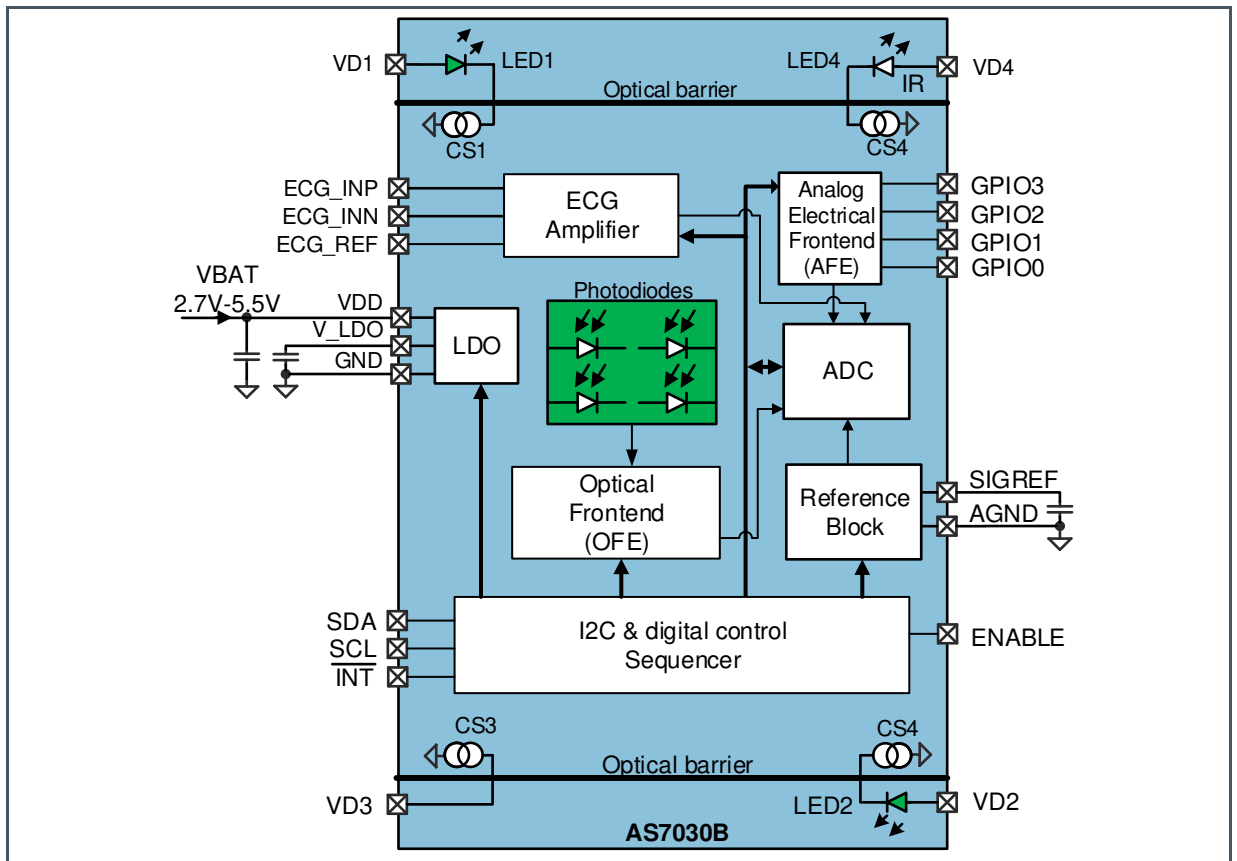 VD1
LED1
LED4
IR
VD4
Optical barrier
CS1
CS4
ECG_INP
ECG_INN
ECG_REF
ECG
Amplifier
Analog
Electrical
Frontend
(AFE)
GPIO3
GPIO2
GPIO1
GPIO0
VBAT
2.7V-5.5V
VDD
V_LDO
GND
LDO
Photodiodes
ADC
Optical
Frontend
(OFE)
Reference
Block
SIGREF
AGND
SDA
SCL
INT
I2C & digital control
Sequencer
ENABLE
CS3
CS4
Optical barrier
VD3
LED2
VD2
AS7030B